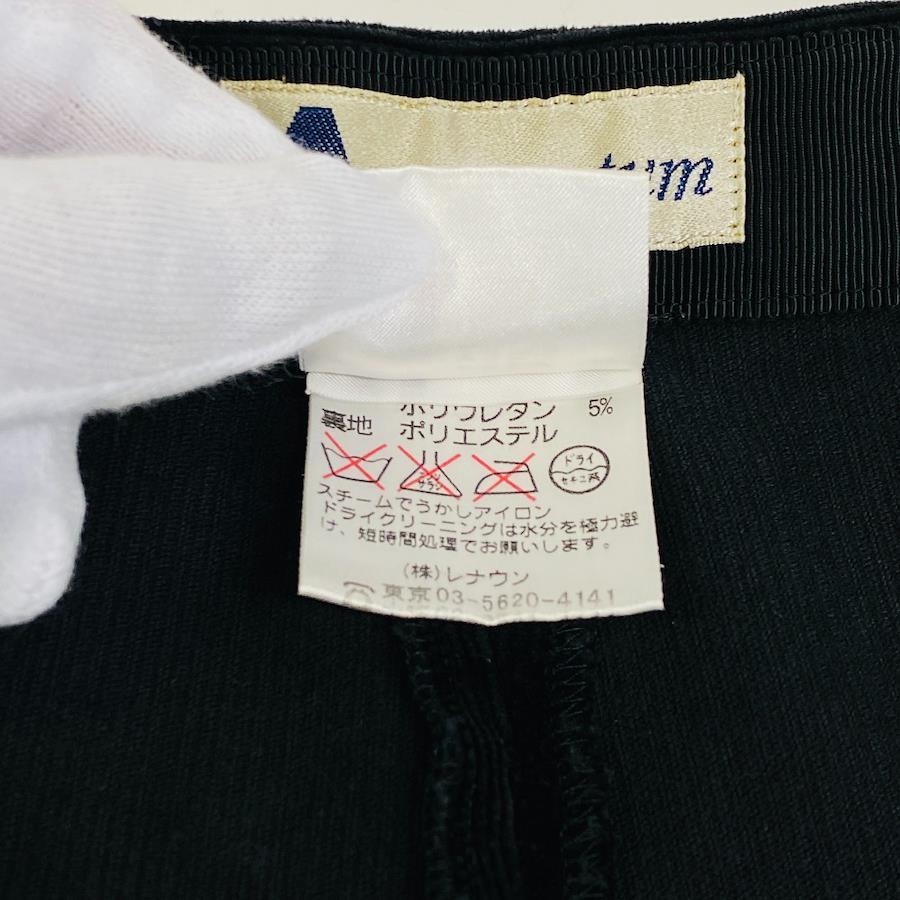 tum
ポリウレタン 5%
裏地 ポリエステル
ドライ
セキユ系
スチームでうかしアイロン
ドライクリーニングは水分を極力避
け、短時間処理でお願いします。
(株)レナウン
東京03-5620-4141